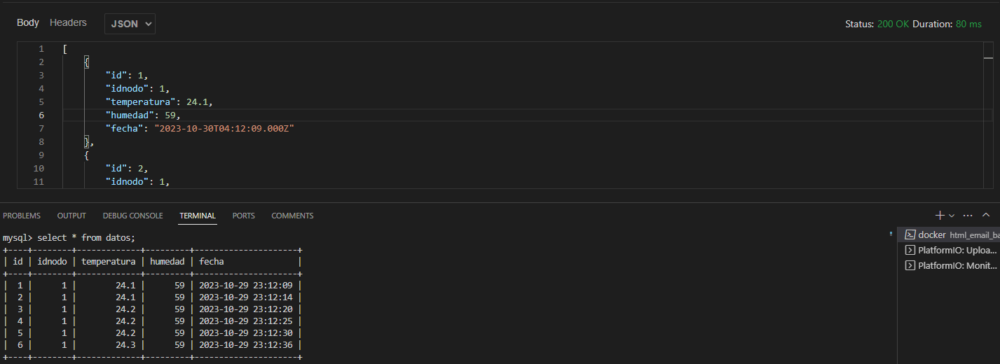 Body Headers JSON Status: 200 OK Duration: 80 ms
1 [
2 {
3 "id": 1,
4 "idnodo": 1,
5 "temperatura": 24.1,
6 "humedad": 59,
7 "fecha": "2023-10-30T04:12:09.000Z"
8 },
9 {
10 "id": 2,
11 "idnodo": 1,
PROBLEMS OUTPUT DEBUG CONSOLE TERMINAL PORTS COMMENTS
mysql> select * from datos;
+----+--------+-------------+---------+---------------------+
| id | idnodo | temperatura | humedad | fecha               |
+----+--------+-------------+---------+---------------------+
|  1 |      1 |        24.1 |      59 | 2023-10-29 23:12:09 |
|  2 |      1 |        24.1 |      59 | 2023-10-29 23:12:14 |
|  3 |      1 |        24.2 |      59 | 2023-10-29 23:12:20 |
|  4 |      1 |        24.2 |      59 | 2023-10-29 23:12:25 |
|  5 |      1 |        24.2 |      59 | 2023-10-29 23:12:30 |
|  6 |      1 |        24.3 |      59 | 2023-10-29 23:12:36 |
+----+--------+-------------+---------+---------------------+
docker html_email_ba
PlatformIO: Uploa...
PlatformIO: Monit...